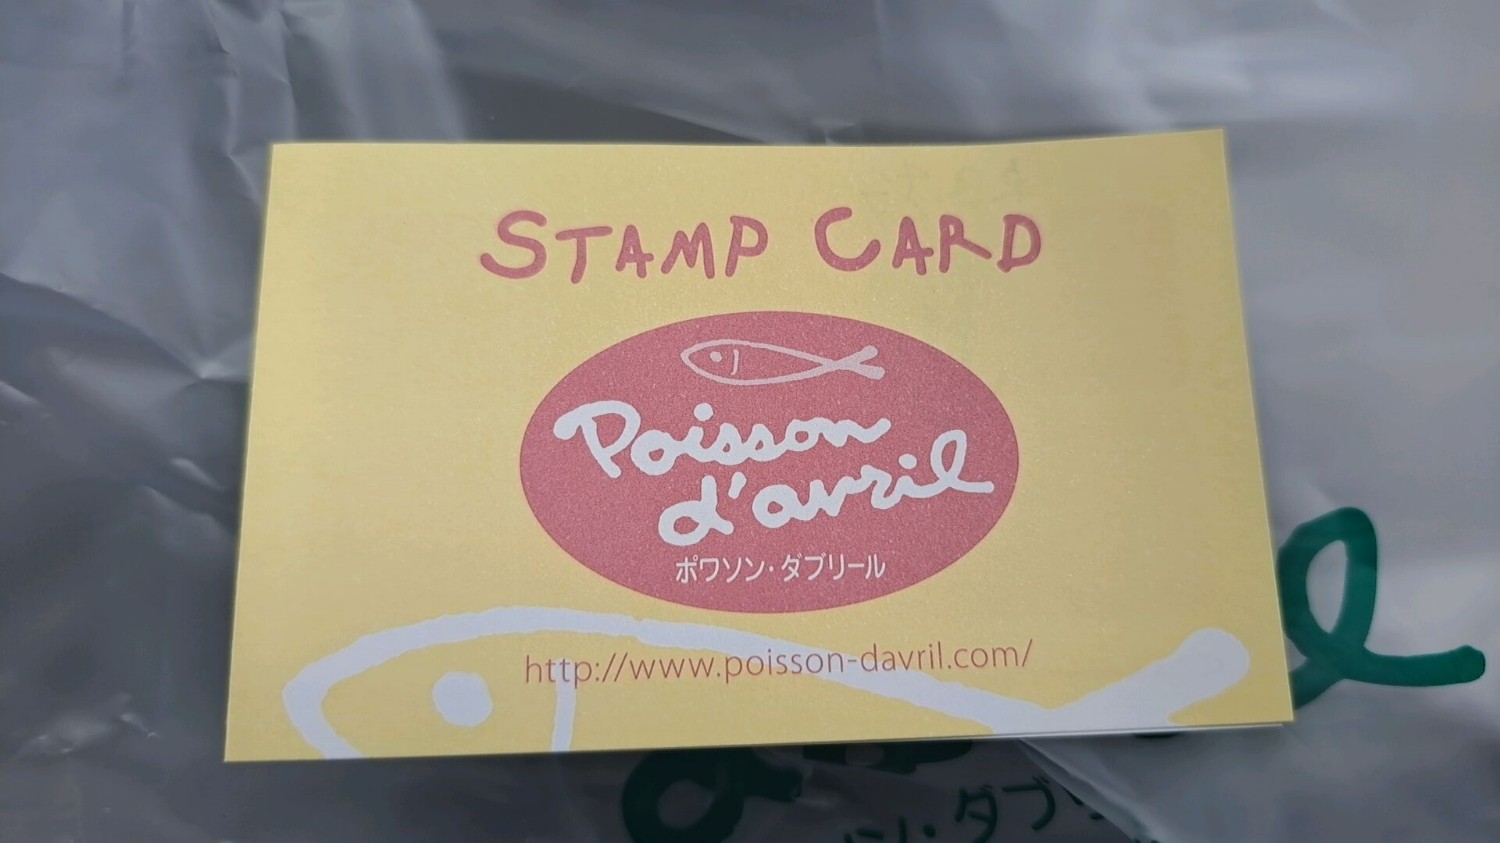 STAMP CARD
Poisson
d'avril
ポワソン・ダブリール
http://www.poisson-davril.com/